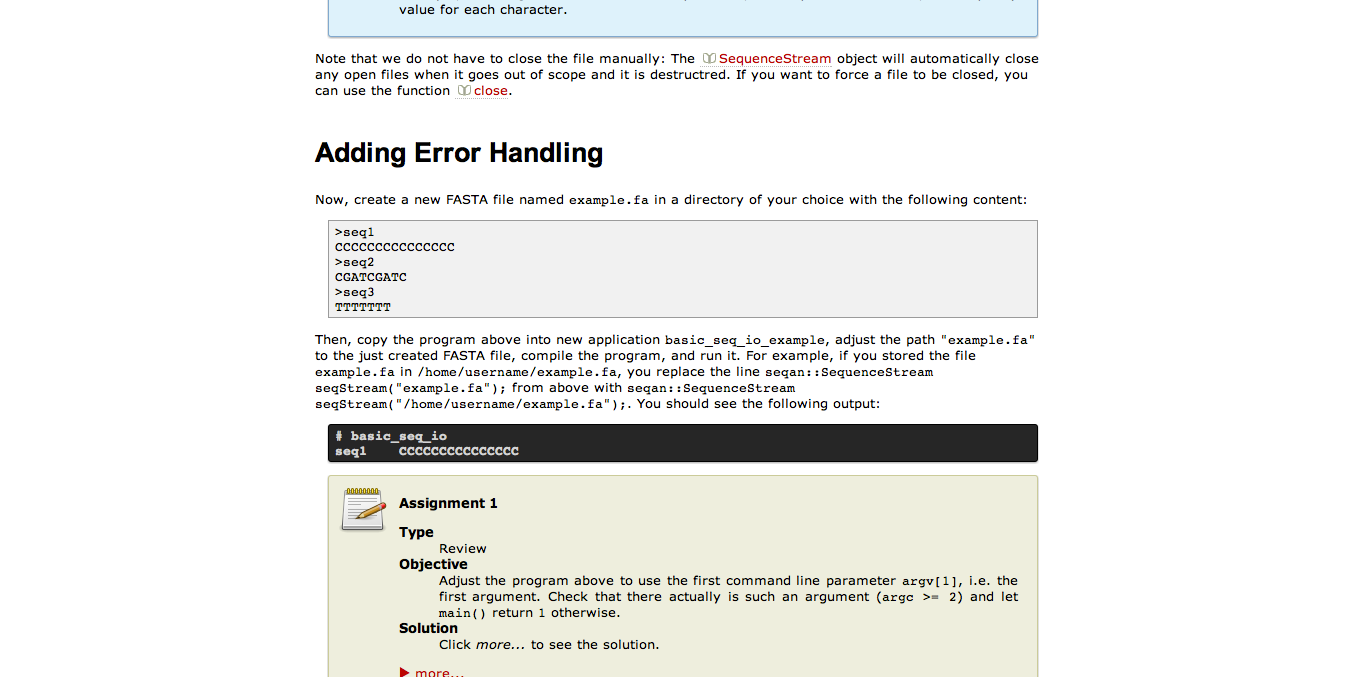 value for each character.
Note that we do not have to close the file manually: The SequenceStream object will automatically close
any open files when it goes out of scope and it is destructred. If you want to force a file to be closed, you
can use the function close.
Adding Error Handling
Now, create a new FASTA file named example.fa in a directory of your choice with the following content:
>seq1
CCCCCCCCCCCCCCC
>seq2
CGATCGATC
>seq3
TTTTTTT
Then, copy the program above into new application basic_seq_io_example, adjust the path "example.fa"
to the just created FASTA file, compile the program, and run it. For example, if you stored the file
example.fa in /home/username/example.fa, you replace the line seqan::SequenceStream
seqStream("example.fa"); from above with seqan::SequenceStream
seqStream("/home/username/example.fa");. You should see the following output:
# basic_seq_io
seq1    CCCCCCCCCCCCCCC
Assignment 1
Type
Review
Objective
Adjust the program above to use the first command line parameter argv[1], i.e. the
first argument. Check that there actually is such an argument (argc >= 2) and let
main() return 1 otherwise.
Solution
Click more... to see the solution.
more...